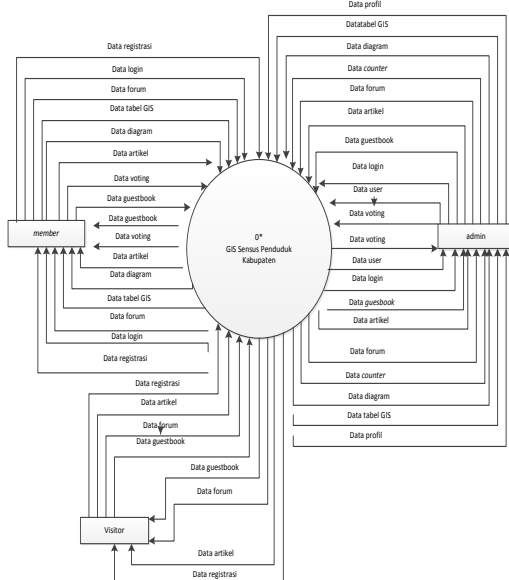 Data profil
Datatabel GIS
Data diagram
Data counter
Data forum
Data artikel
Data guestbook
Data login
Data user
Data voting
Data registrasi
Data login
Data forum
Data tabel GIS
Data diagram
Data artikel
Data voting
Data guestbook
Data guestbook
Data voting
Data artikel
Data diagram
Data tabel GIS
Data forum
Data login
Data registrasi
member
0*
GIS Sensus Penduduk
Kabupaten
admin
Data voting
Data user
Data login
Data guesbook
Data artikel
Data forum
Data counter
Data diagram
Data tabel GIS
Data profil
Data registrasi
Data artikel
Data forum
Data guestbook
Data guestbook
Data forum
Visitor
Data artikel
Data registrasi